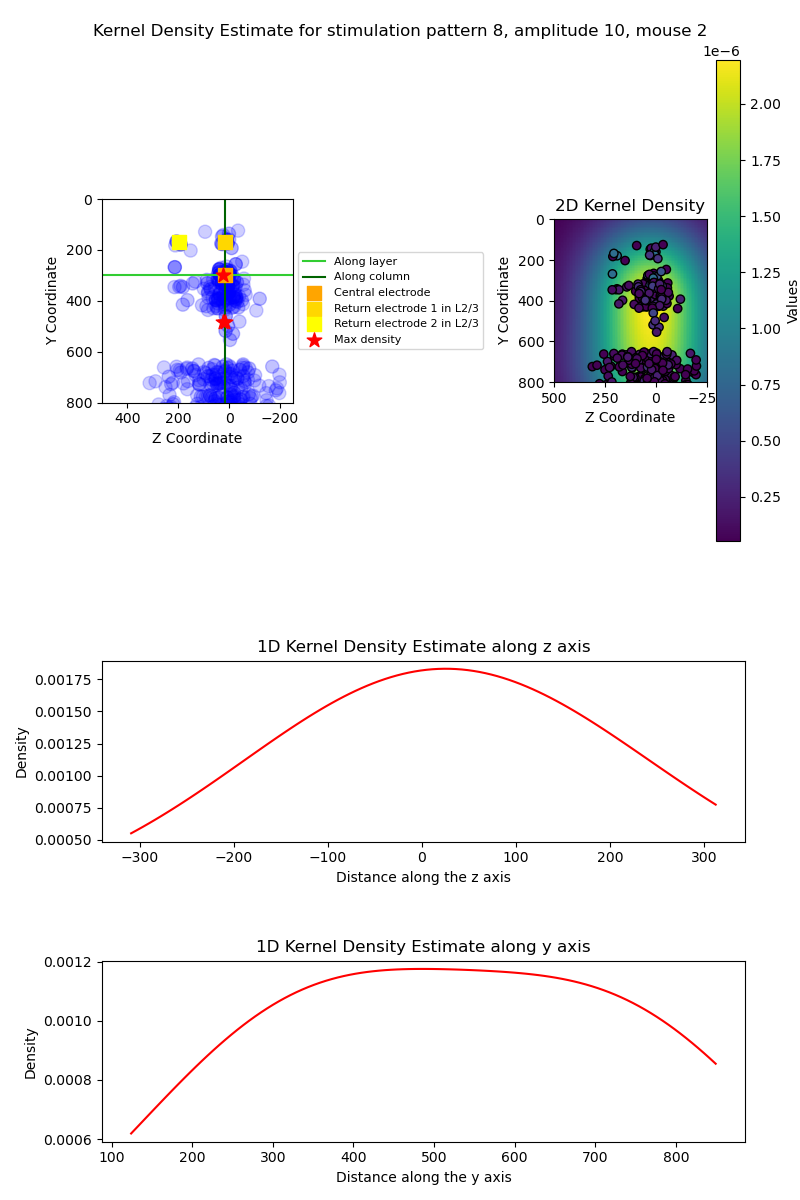 Kernel Density Estimate for stimulation pattern 8, amplitude 10, mouse 2
0
200
400
600
800
Y Coordinate
400
200
0
−200
Z Coordinate
Along layer
Along column
Central electrode
Return electrode 1 in L2/3
Return electrode 2 in L2/3
Max density
2D Kernel Density
0
200
400
600
800
Y Coordinate
500
250
0
−25
Z Coordinate
1e−6
2.00
1.75
1.50
1.25
1.00
0.75
0.50
0.25
Values
1D Kernel Density Estimate along z axis
0.00175
0.00150
0.00125
0.00100
0.00075
0.00050
Density
−300
−200
−100
0
100
200
300
Distance along the z axis
1D Kernel Density Estimate along y axis
0.0012
0.0010
0.0008
0.0006
Density
100
200
300
400
500
600
700
800
Distance along the y axis